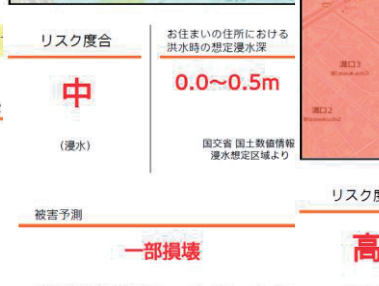 リスク度合
中
(浸水)
お住まいの住所における
洪水時の想定浸水深
0.0〜0.5m
国交省 国土数値情報
浸水想定区域より
被害予測
一部損壊
溝口3
溝口2
リスク度
高